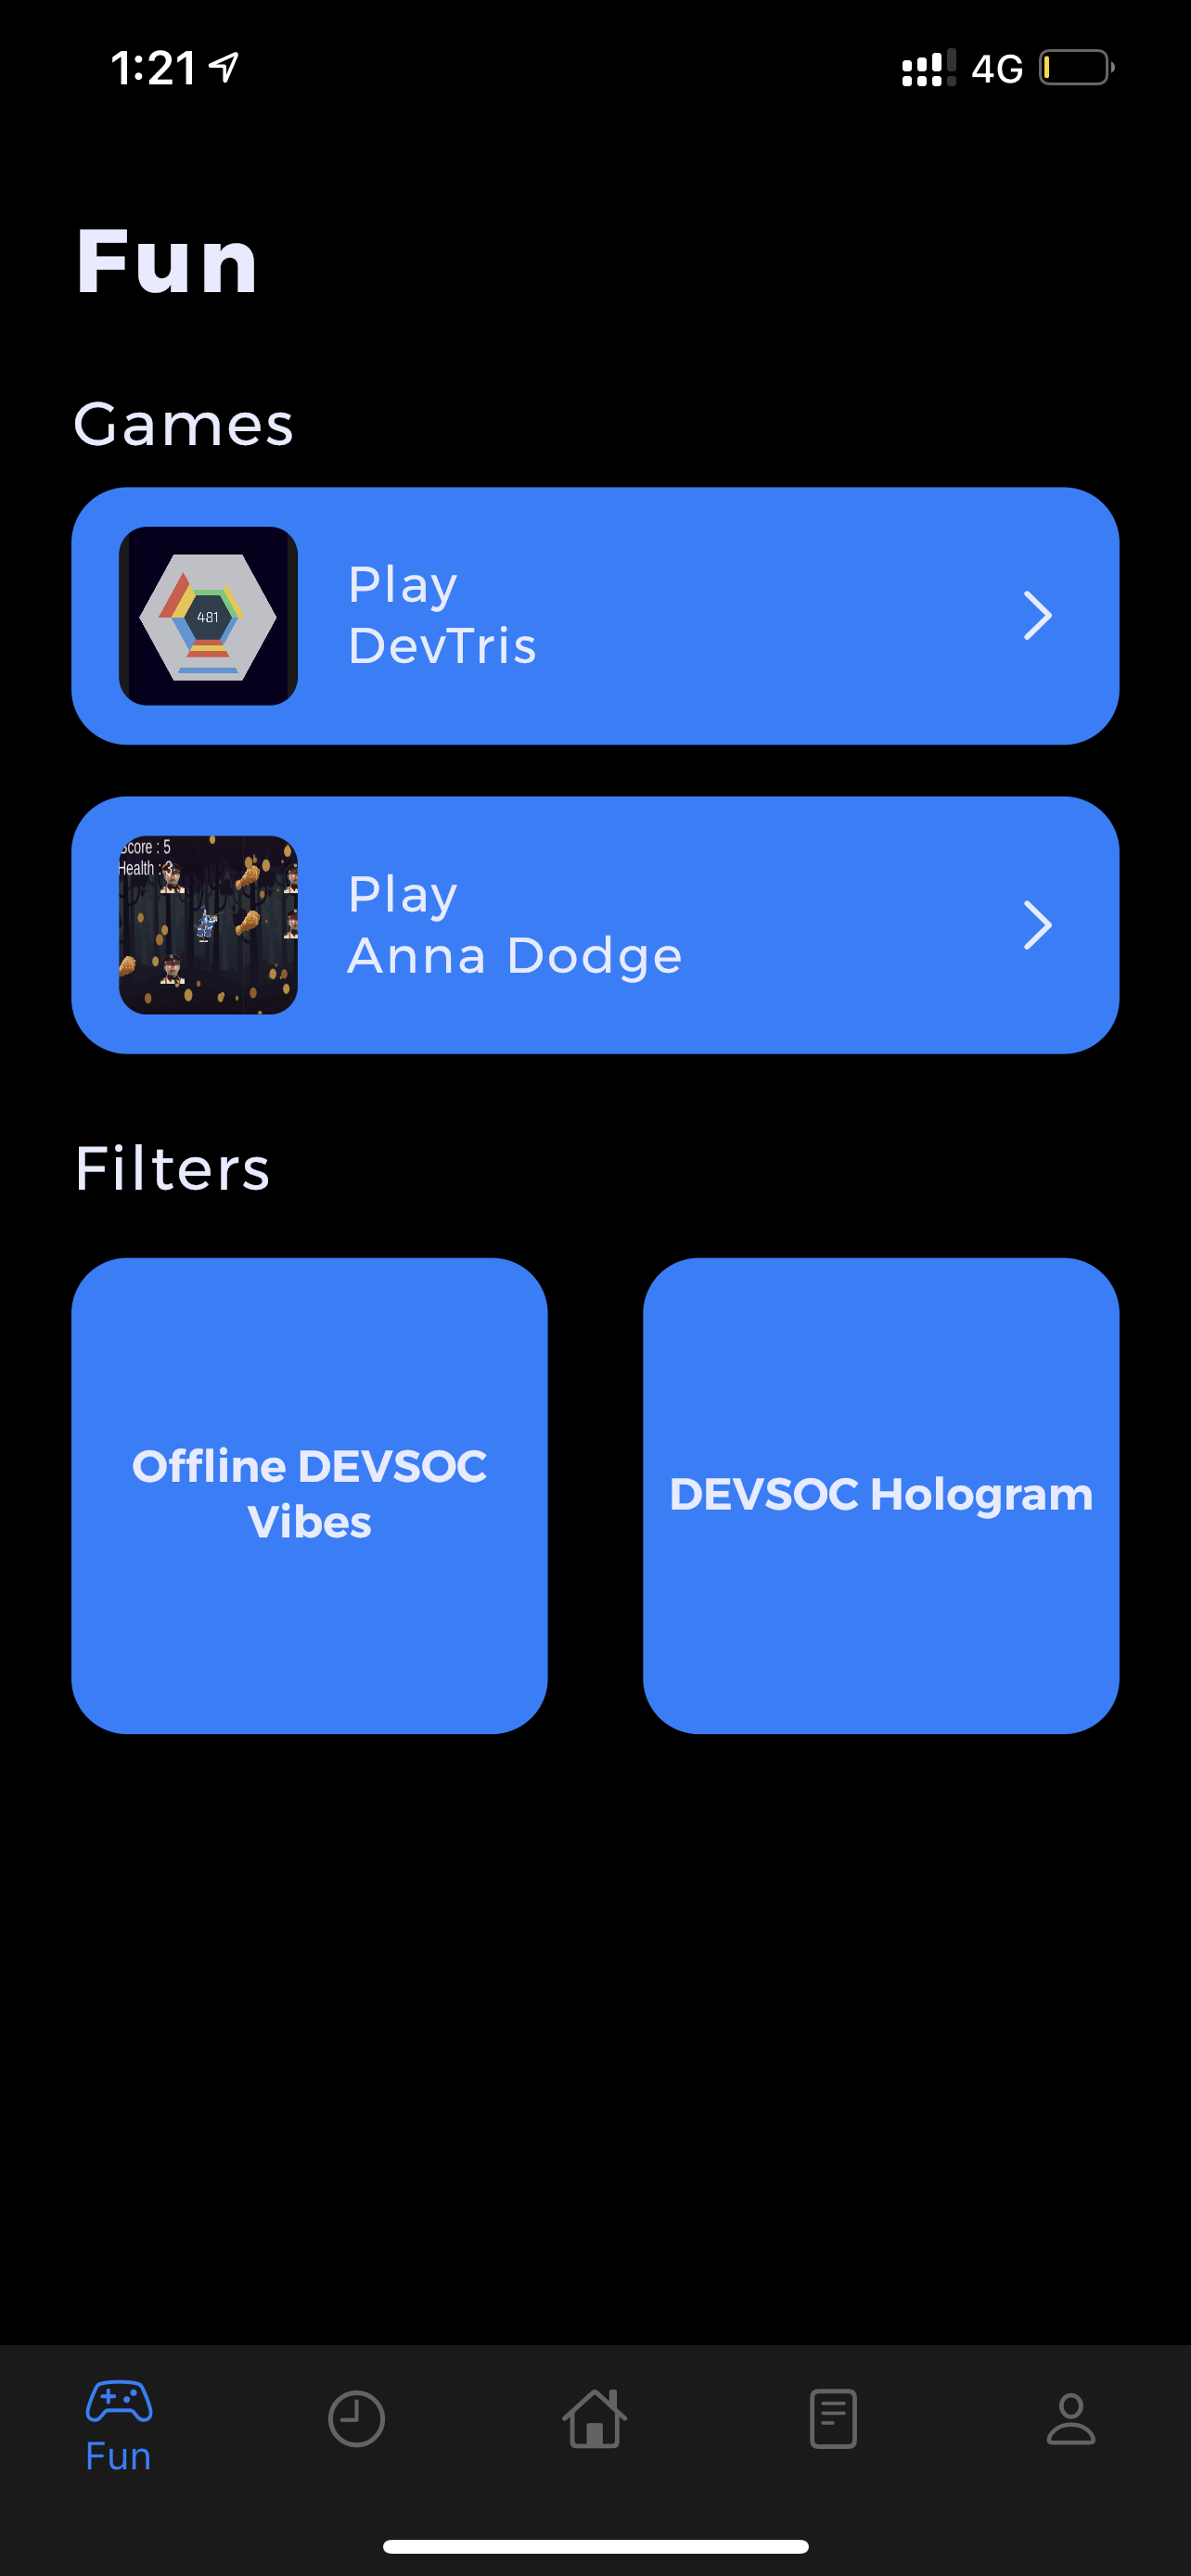 1:21
4G
Fun
Games
481
Play
DevTris
Score : 5
Health : 3
Play
Anna Dodge
Filters
Offline DEVSOC
Vibes
DEVSOC Hologram
Fun